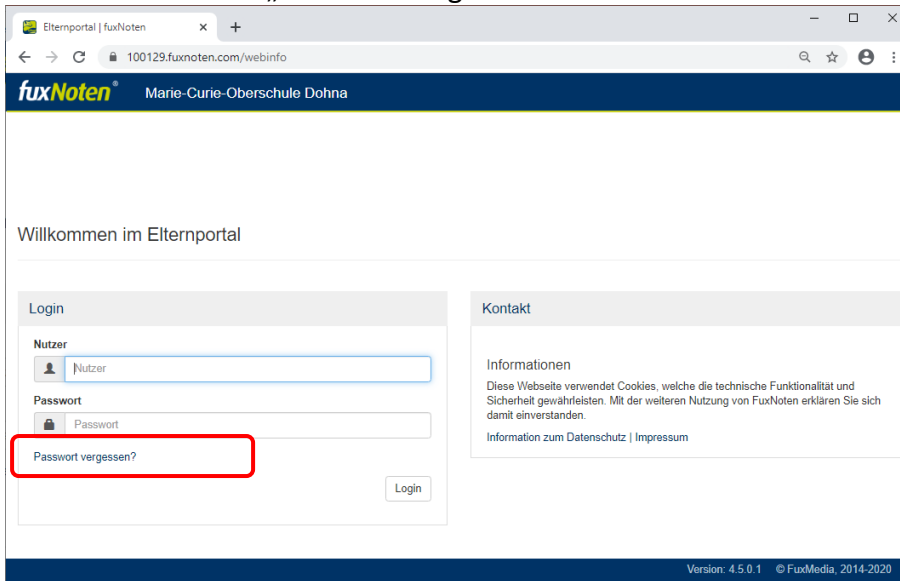 Elternportal | fuxNoten
100129.fuxnoten.com/webinfo
fuxNoten® Marie-Curie-Oberschule Dohna
Willkommen im Elternportal
Login
Nutzer
Nutzer
Passwort
Passwort
Passwort vergessen?
Login
Kontakt
Informationen
Diese Webseite verwendet Cookies, welche die technische Funktionalität und
Sicherheit gewährleisten. Mit der weiteren Nutzung von FuxNoten erklären Sie sich
damit einverstanden.
Information zum Datenschutz | Impressum
Version: 4.5.0.1 © FuxMedia, 2014-2020